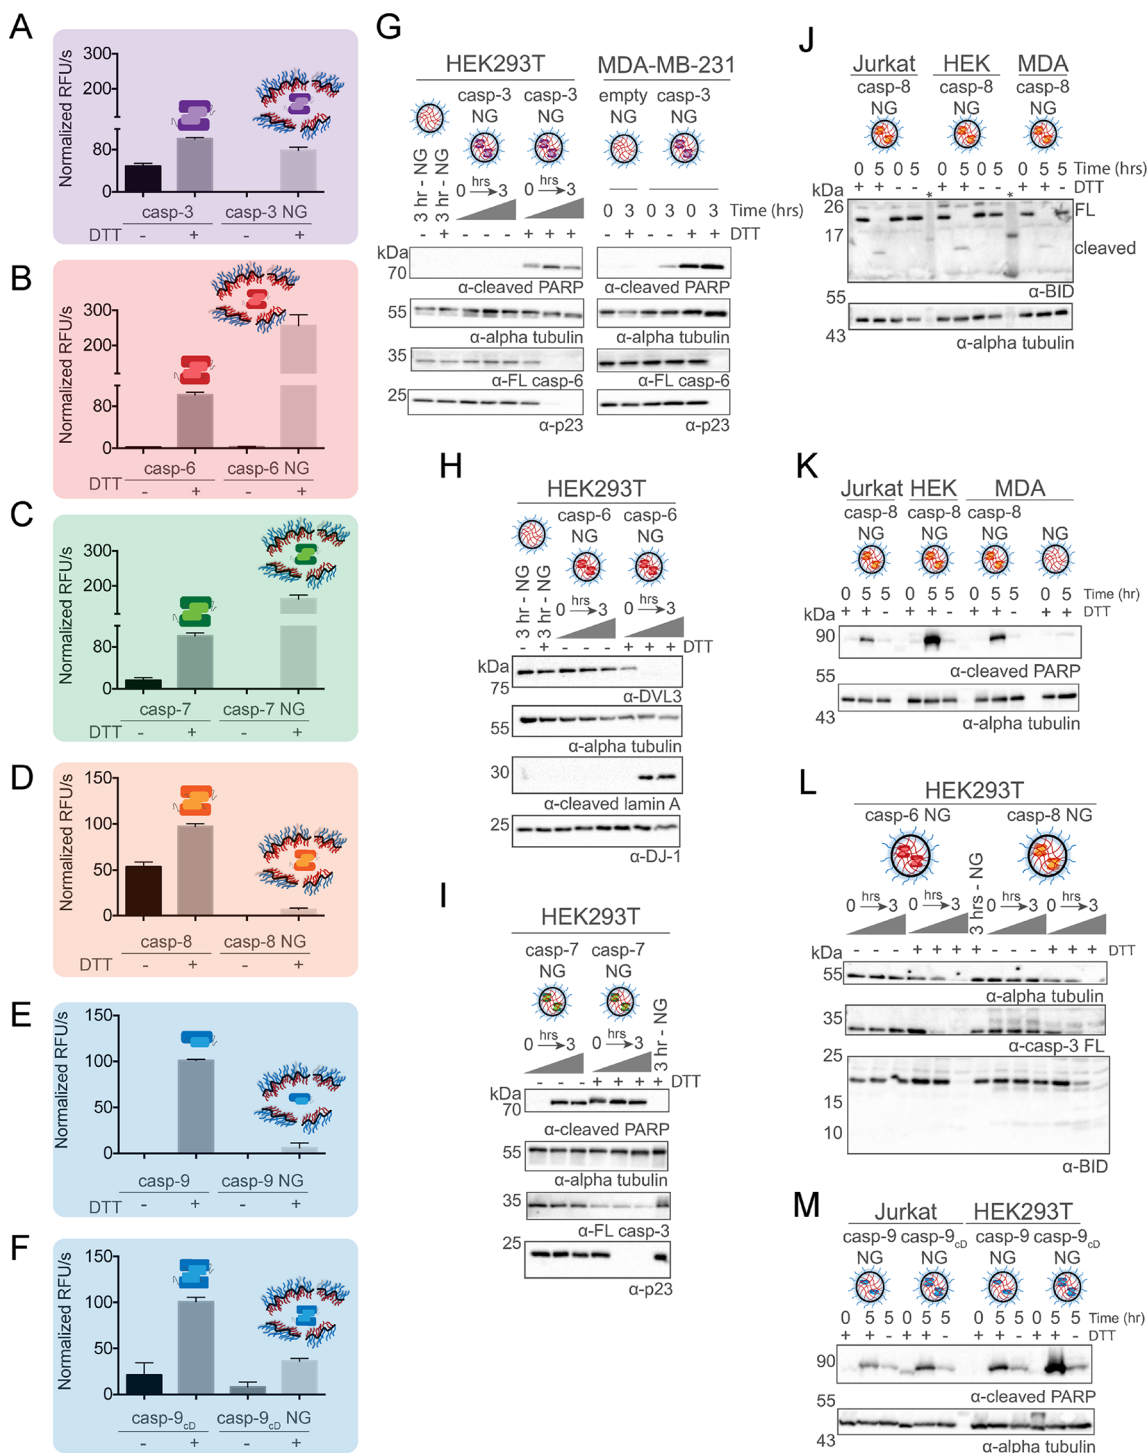 A
300
200
80
0
Normalized RFU/s
casp-3 casp-3 NG
DTT - + - +
B
300
200
80
0
Normalized RFU/s
casp-6 casp-6 NG
DTT - + - +
C
300
200
80
0
Normalized RFU/s
casp-7 casp-7 NG
DTT - + - +
D
150
100
50
0
Normalized RFU/s
casp-8 casp-8 NG
DTT - + - +
E
150
100
50
0
Normalized RFU/s
casp-9 casp-9 NG
DTT - + - +
F
150
100
50
0
Normalized RFU/s
casp-9cD casp-9cD NG
DTT - + - +
G
HEK293T MDA-MB-231
casp-3 casp-3 empty casp-3
NG NG NG NG
3 hr - NG
3 hr - NG
0 hrs 3 0 hrs 3
0 3 0 3 0 3 Time (hrs)
- + - - - + + + - - - - + + DTT
kDa
70
α-cleaved PARP α-cleaved PARP
55
α-alpha tubulin α-alpha tubulin
35
α-FL casp-6 α-FL casp-6
25
α-p23 α-p23
H
HEK293T
casp-6 casp-6
NG NG
3 hr - NG
3 hr - NG
0 hrs 3 0 hrs 3
- + - - - + + + DTT
kDa
75
α-DVL3
55
α-alpha tubulin
30
α-cleaved lamin A
25
α-DJ-1
I
HEK293T
casp-7 casp-7
NG NG
0 hrs 3 0 hrs 3
3 hr - NG
- - - + + + + DTT
kDa
70
α-cleaved PARP
55
α-alpha tubulin
35
α-FL casp-3
25
α-p23
J
Jurkat HEK MDA
casp-8 casp-8 casp-8
NG NG NG
0 5 0 5 0 5 0 5 0 5 5 Time (hrs)
+ + - - * + + - - * + + - DTT
kDa
26
FL
17
cleaved
α-BID
55
43
α-alpha tubulin
K
Jurkat HEK MDA
casp-8 casp-8 casp-8
NG NG NG
0 5 5 0 5 5 0 5 5 0 5 Time (hr)
+ + - + + - + + - + + DTT
kDa
90
55
α-cleaved PARP
43
α-alpha tubulin
L
HEK293T
casp-6 NG casp-8 NG
0 hrs 3 0 hrs 3
3 hrs - NG
0 hrs 3 0 hrs 3
- - - + + + + - - - + + + DTT
kDa
55
α-alpha tubulin
35
α-casp-3 FL
25
15
10
α-BID
M
Jurkat HEK293T
casp-9 casp-9cD casp-9 casp-9cD
NG NG NG NG
0 5 5 0 5 5 0 5 5 0 5 5 Time (hr)
+ + - + + - + + - + + - DTT
90
α-cleaved PARP
55
43
α-alpha tubulin